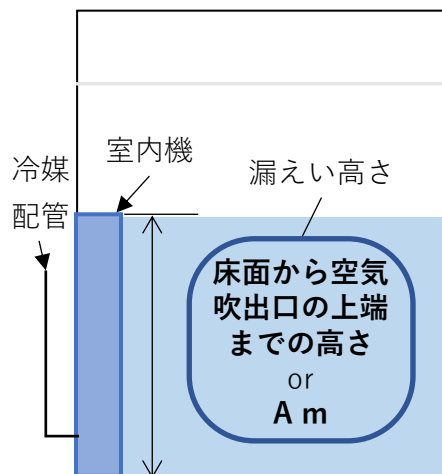 室内機
冷媒
配管
漏えい高さ
床面から空気
吹出口の上端
までの高さ
or
A m